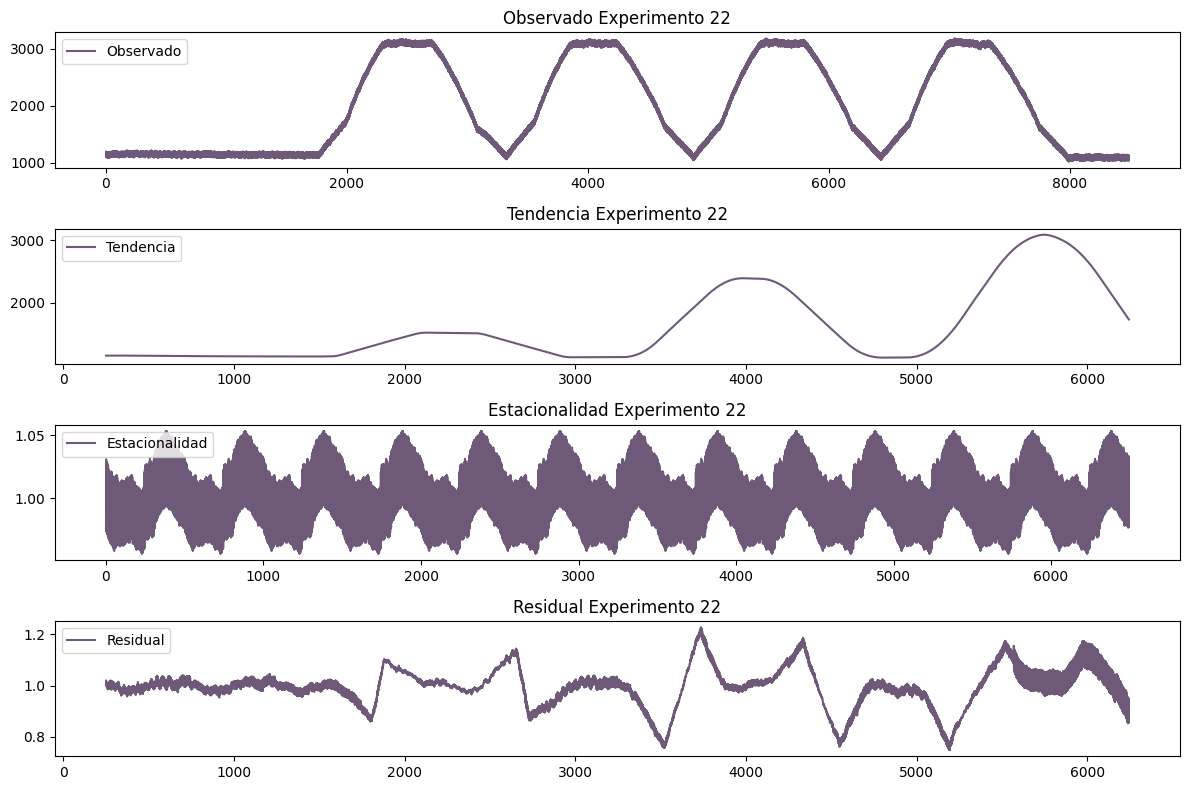 Observado Experimento 22
Observado
3000
2000
1000
0 2000 4000 6000 8000
Tendencia Experimento 22
Tendencia
3000
2000
0 1000 2000 3000 4000 5000 6000
Estacionalidad Experimento 22
Estacionalidad
1.05
1.00
0 1000 2000 3000 4000 5000 6000
Residual Experimento 22
Residual
1.2
1.0
0.8
0 1000 2000 3000 4000 5000 6000